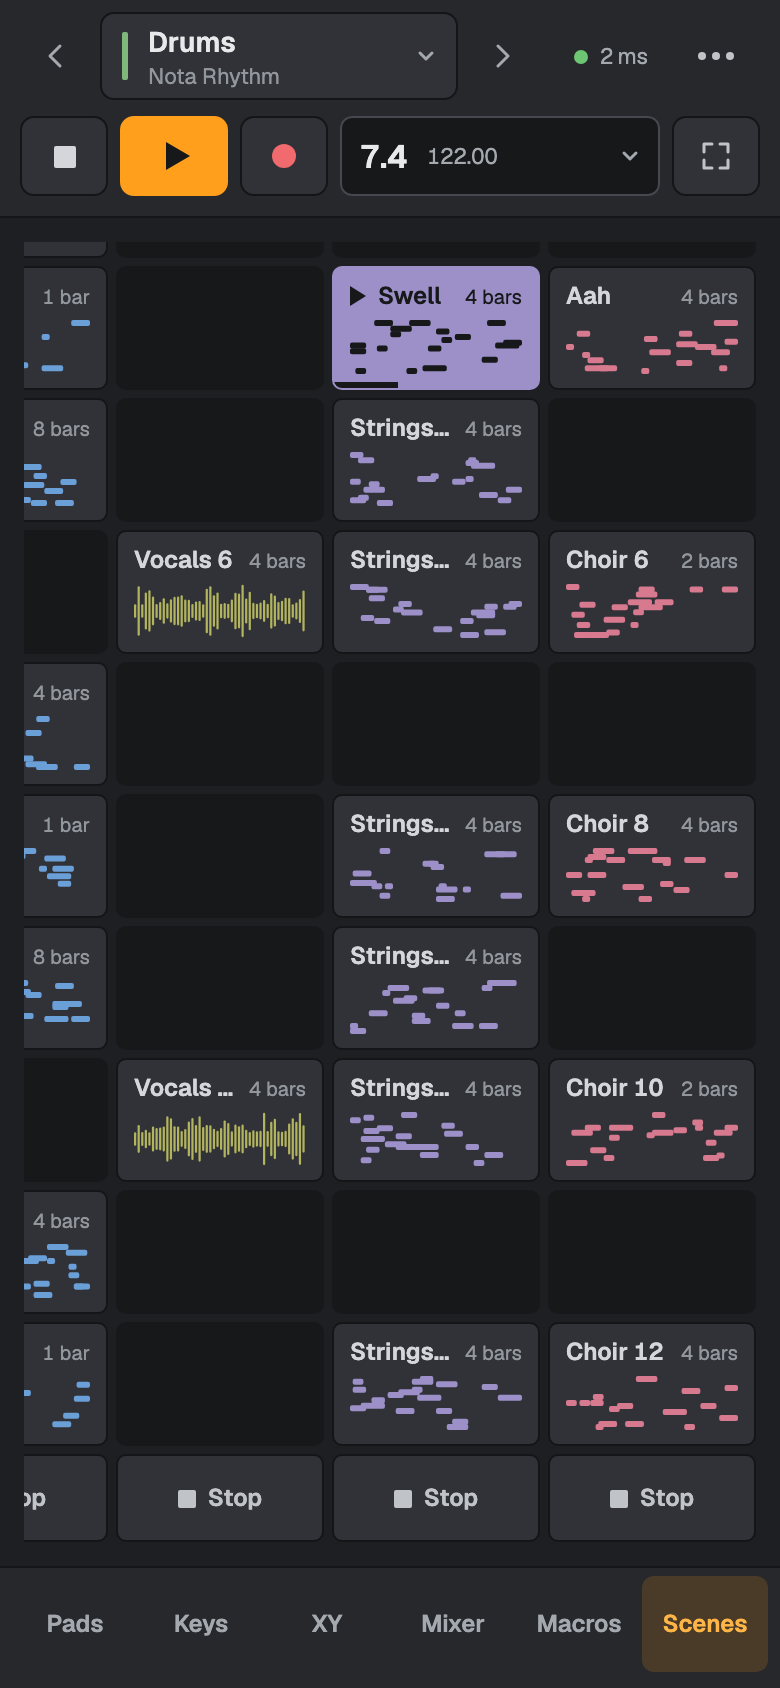 Drums
Nota Rhythm
2 ms
7.4 122.00
1 bar
Swell 4 bars
Aah 4 bars
8 bars
Strings... 4 bars
Vocals 6 4 bars
Strings... 4 bars
Choir 6 2 bars
4 bars
1 bar
Strings... 4 bars
Choir 8 4 bars
8 bars
Strings... 4 bars
Vocals ... 4 bars
Strings... 4 bars
Choir 10 2 bars
4 bars
1 bar
Strings... 4 bars
Choir 12 4 bars
op
Stop
Stop
Stop
Pads
Keys
XY
Mixer
Macros
Scenes